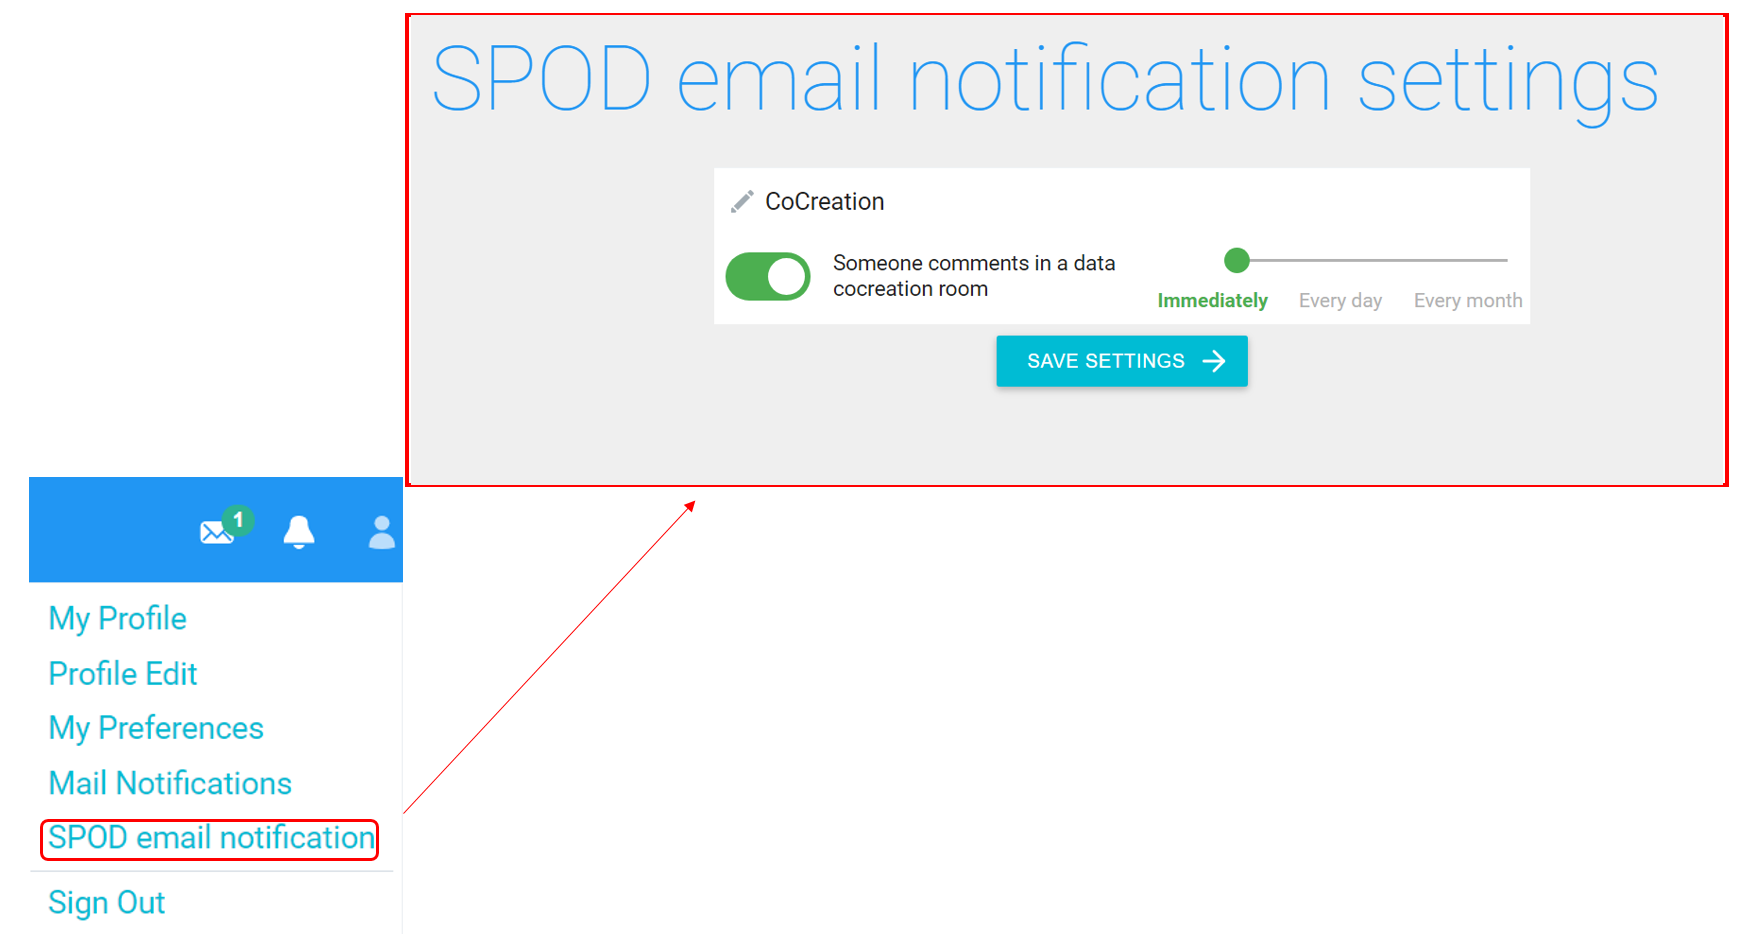 SPOD email notification settings
CoCreation
Someone comments in a data
cocreation room
Immediately Every day Every month
SAVE SETTINGS
1
My Profile
Profile Edit
My Preferences
Mail Notifications
SPOD email notification
Sign Out